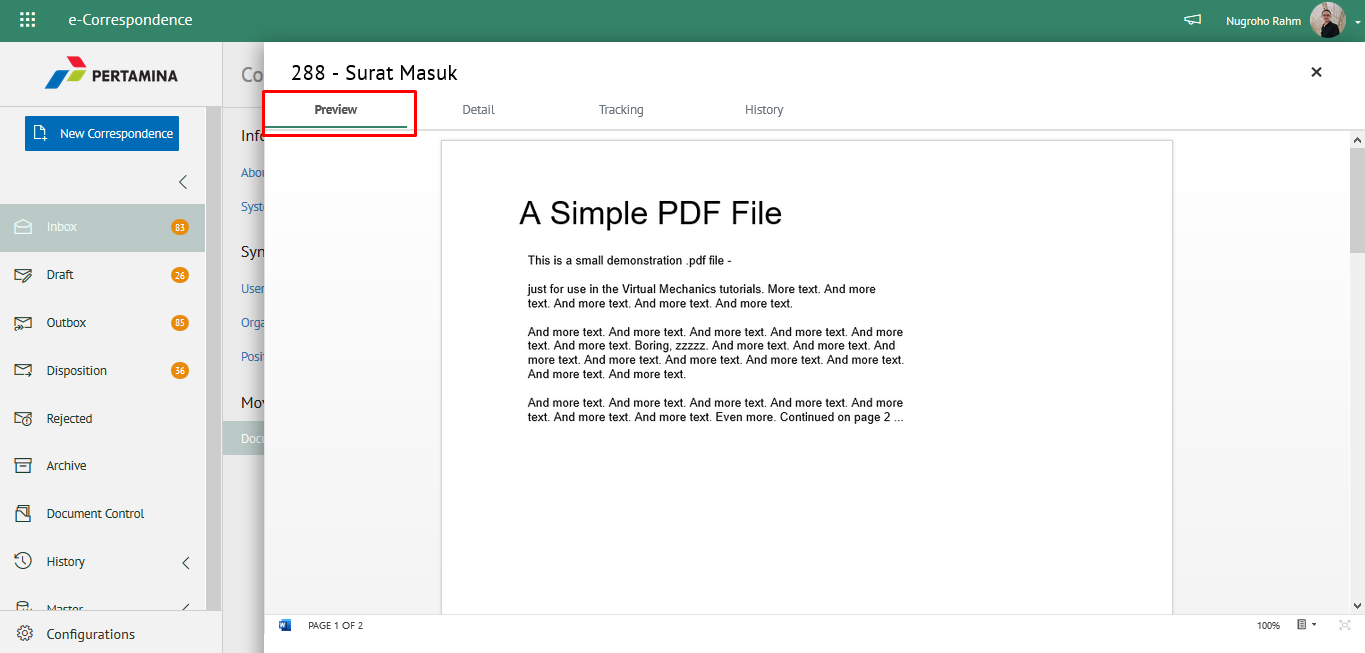 e-Correspondence
Nugroho Rahm
PERTAMINA
New Correspondence
Inbox 83
Draft 26
Outbox 85
Disposition 36
Rejected
Archive
Document Control
History
Master
Configurations
Co
Info
Abou
Syst
Syn
User
Orga
Posi
Mov
Docu
288 - Surat Masuk
Preview Detail Tracking History
A Simple PDF File
This is a small demonstration .pdf file -
just for use in the Virtual Mechanics tutorials. More text. And more
text. And more text. And more text. And more text.
And more text. And more text. And more text. And more text. And more
text. And more text. Boring, zzzzz. And more text. And more text. And
more text. And more text. And more text. And more text. And more text.
And more text. And more text.
And more text. And more text. And more text. And more text. And more
text. And more text. And more text. Even more. Continued on page 2 ...
PAGE 1 OF 2
100%